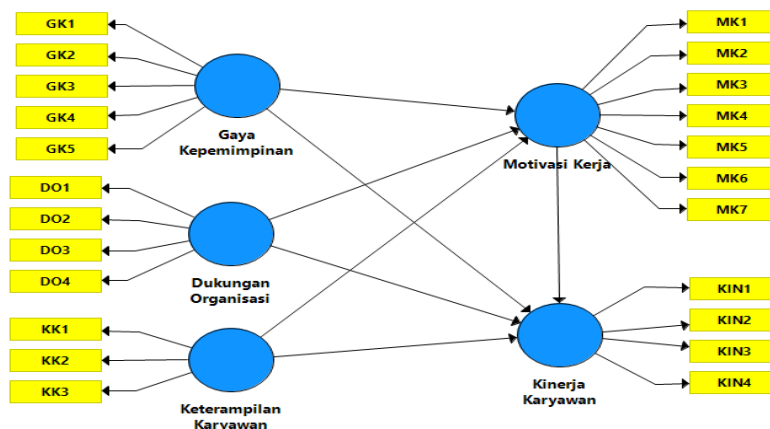 GK1
GK2
GK3
GK4
GK5
Gaya
Kepemimpinan
DO1
DO2
DO3
DO4
Dukungan
Organisasi
KK1
KK2
KK3
Keterampilan
Karyawan
MK1
MK2
MK3
MK4
MK5
MK6
MK7
Motivasi Kerja
KIN1
KIN2
KIN3
KIN4
Kinerja
Karyawan